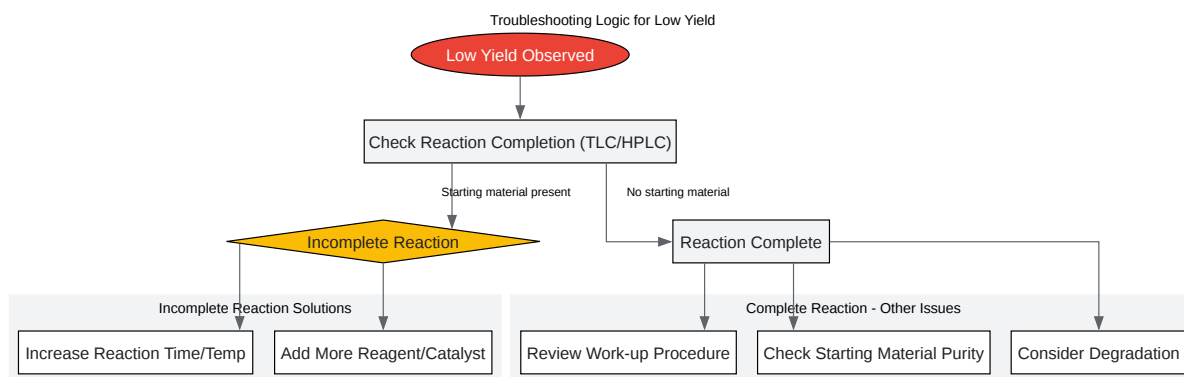 Troubleshooting Logic for Low Yield
Low Yield Observed
Check Reaction Completion (TLC/HPLC)
Starting material present
No starting material
Incomplete Reaction
Reaction Complete
Incomplete Reaction Solutions
Complete Reaction - Other Issues
Increase Reaction Time/Temp
Add More Reagent/Catalyst
Review Work-up Procedure
Check Starting Material Purity
Consider Degradation